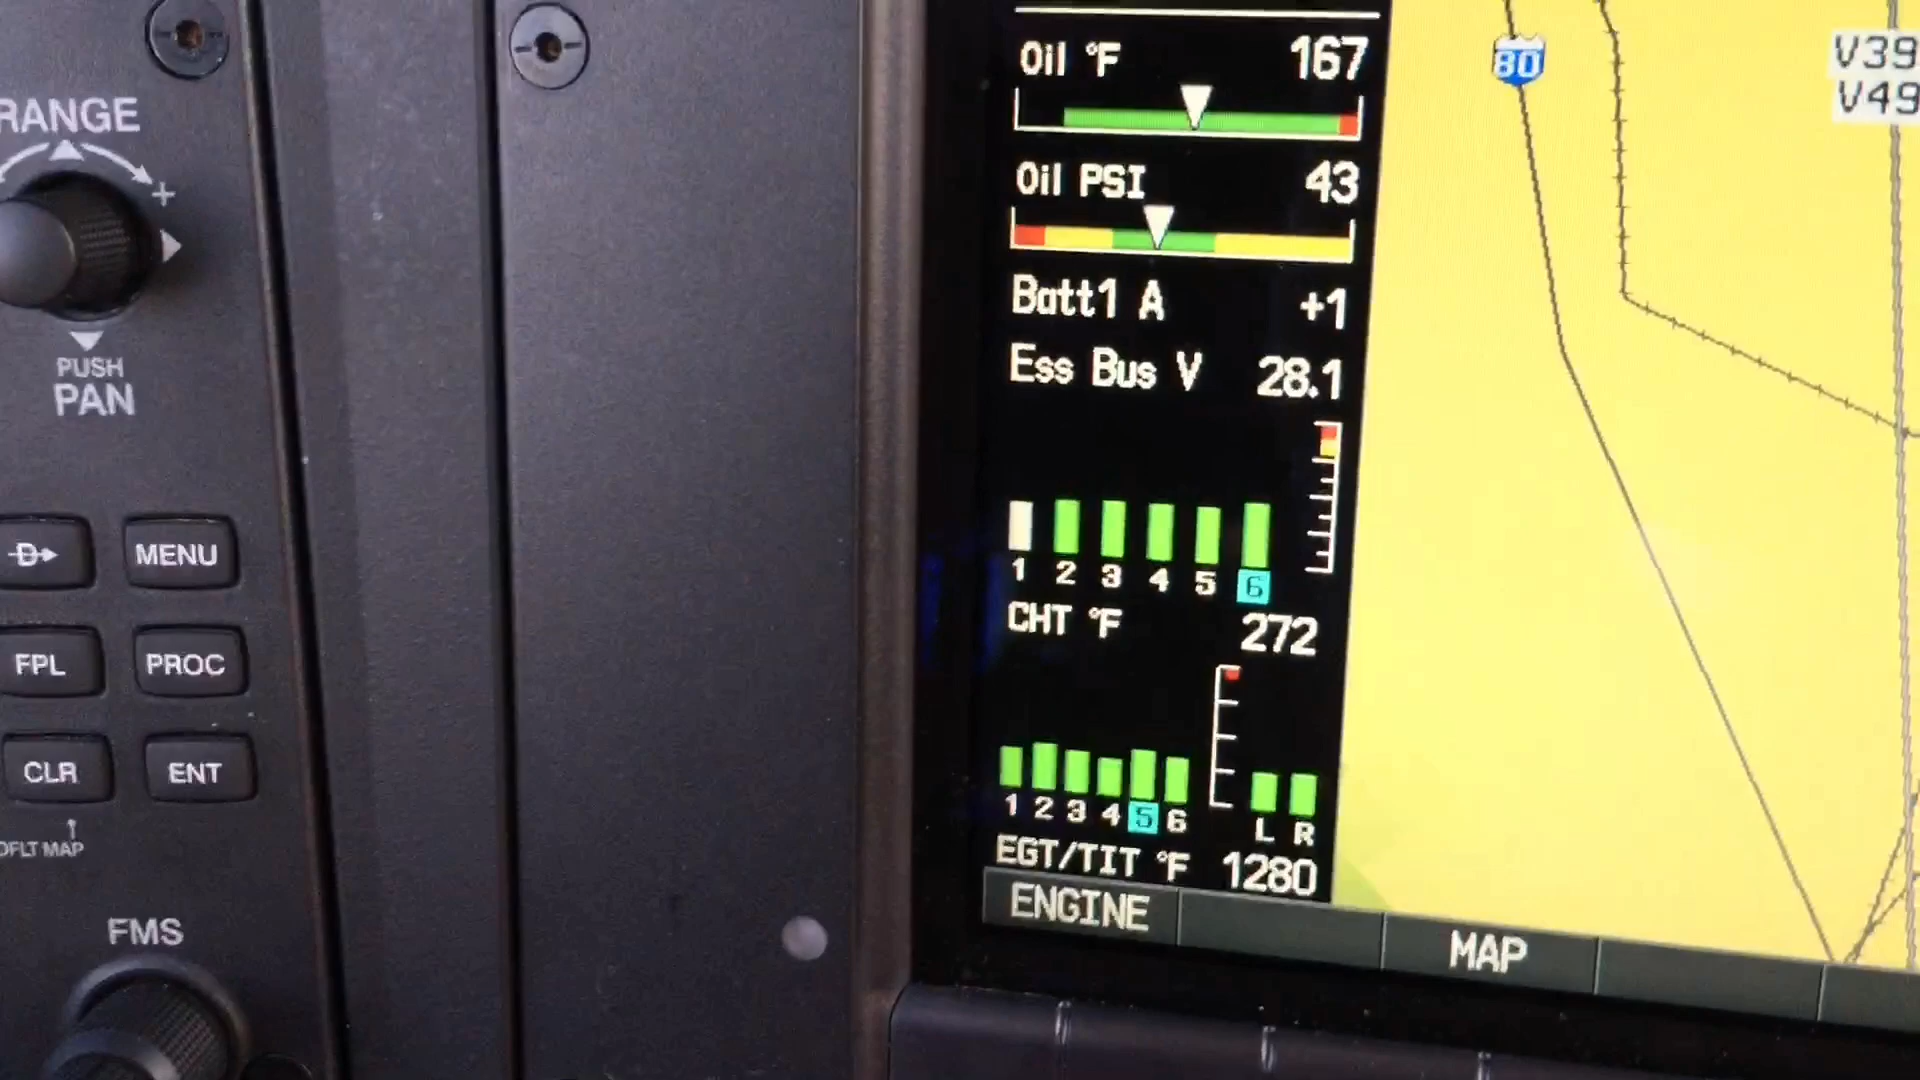 RANGE
+
PUSH
PAN
D
MENU
FPL
PROC
CLR
ENT
DFLT MAP
FMS
Oil °F 167
Oil PSI 43
Batt1 A +1
Ess Bus V 28.1
1 2 3 4 5 6
CHT °F 272
1 2 3 4 5 6 L R
EGT/TIT °F 1280
ENGINE
MAP
80
V39
V49